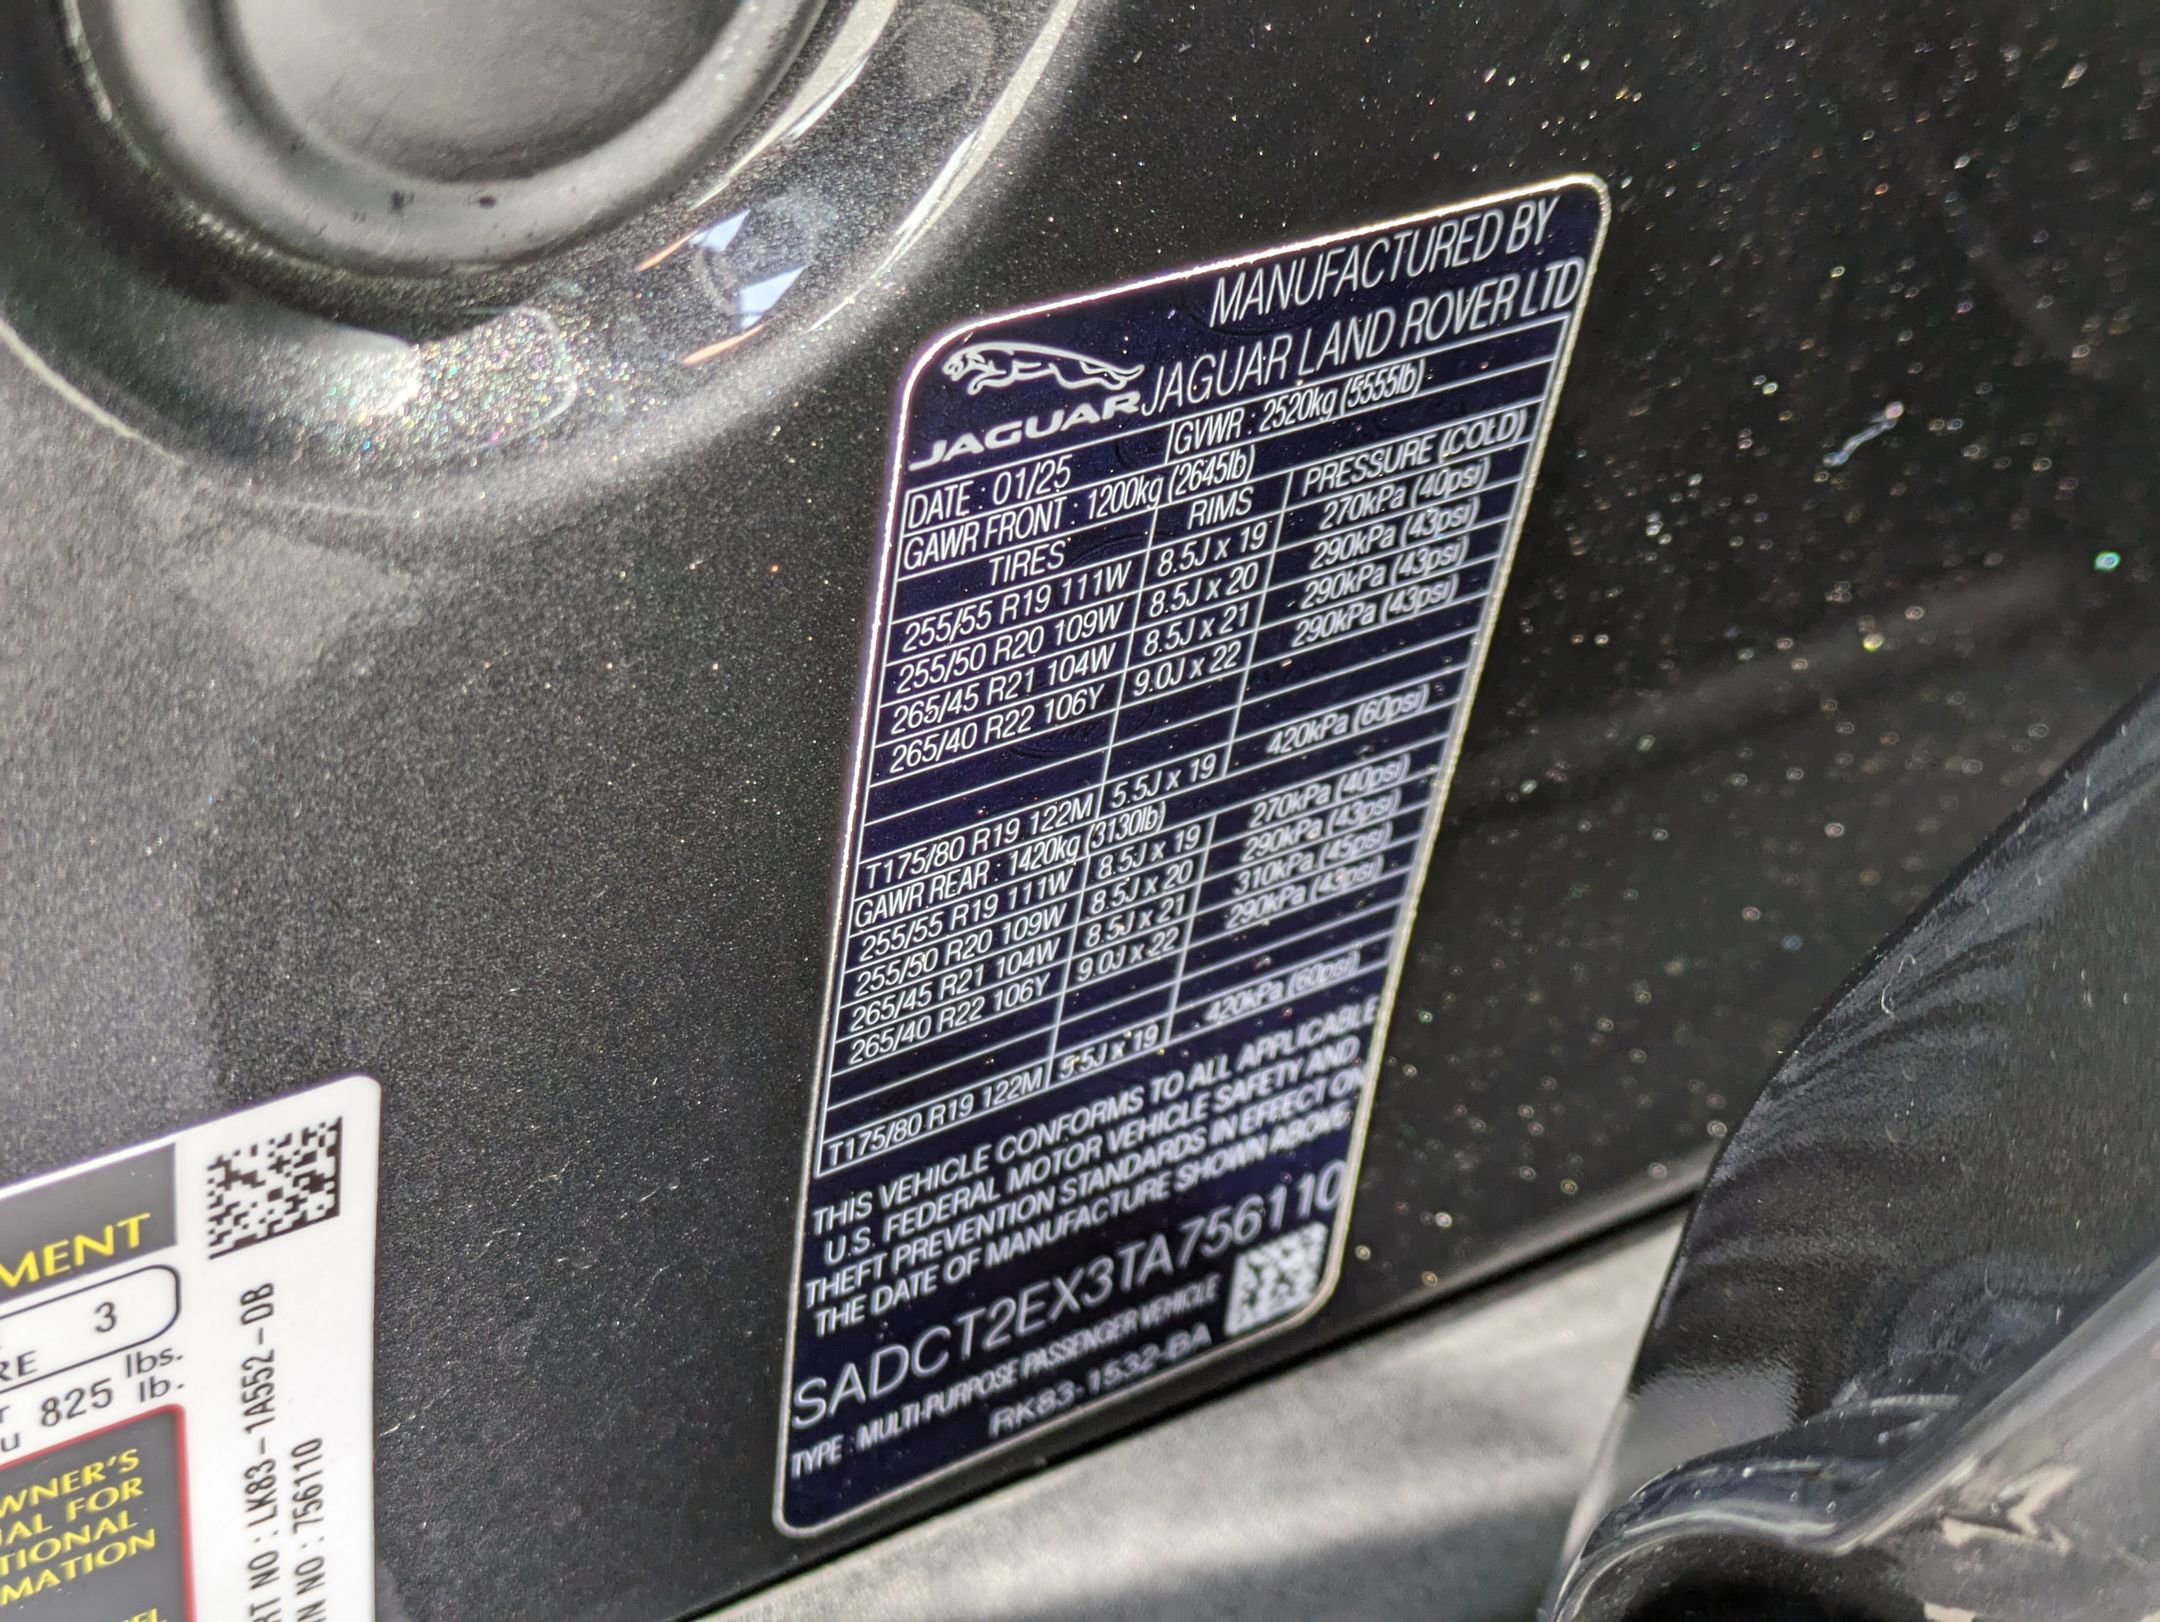 MANUFACTURED BY
JAGUAR LAND ROVER LTD
JAGUAR
DATE : 01/25 GVWR : 2520kg (5555lb)
GAWR FRONT : 1200kg (2645lb)
TIRES RIMS PRESSURE (COLD)
255/55 R19 111W 8.5J x 19 270kPa (40psi)
255/50 R20 109W 8.5J x 20 290kPa (43psi)
265/45 R21 104W 8.5J x 21 290kPa (43psi)
265/40 R22 106Y 9.0J x 22 290kPa (43psi)
T175/80 R19 122M 5.5J x 19 420kPa (60psi)
GAWR REAR : 1420kg (3130lb)
255/55 R19 111W 8.5J x 19 270kPa (40psi)
255/50 R20 109W 8.5J x 20 290kPa (43psi)
265/45 R21 104W 8.5J x 21 310kPa (45psi)
265/40 R22 106Y 9.0J x 22 290kPa (43psi)
T175/80 R19 122M 5.5J x 19 420kPa (60psi)
THIS VEHICLE CONFORMS TO ALL APPLICABLE
U.S. FEDERAL MOTOR VEHICLE SAFETY AND
THEFT PREVENTION STANDARDS IN EFFECT ON
THE DATE OF MANUFACTURE SHOWN ABOVE
SADCT2EX3TA756110
TYPE : MULTI-PURPOSE PASSENGER VEHICLE
RK83-1532-BA
MENT
3
RE
825 lbs.
lb.
WNER'S
AL FOR
TIONAL
MATION
RT NO : LK83-1A552-DB
IN NO : 756110